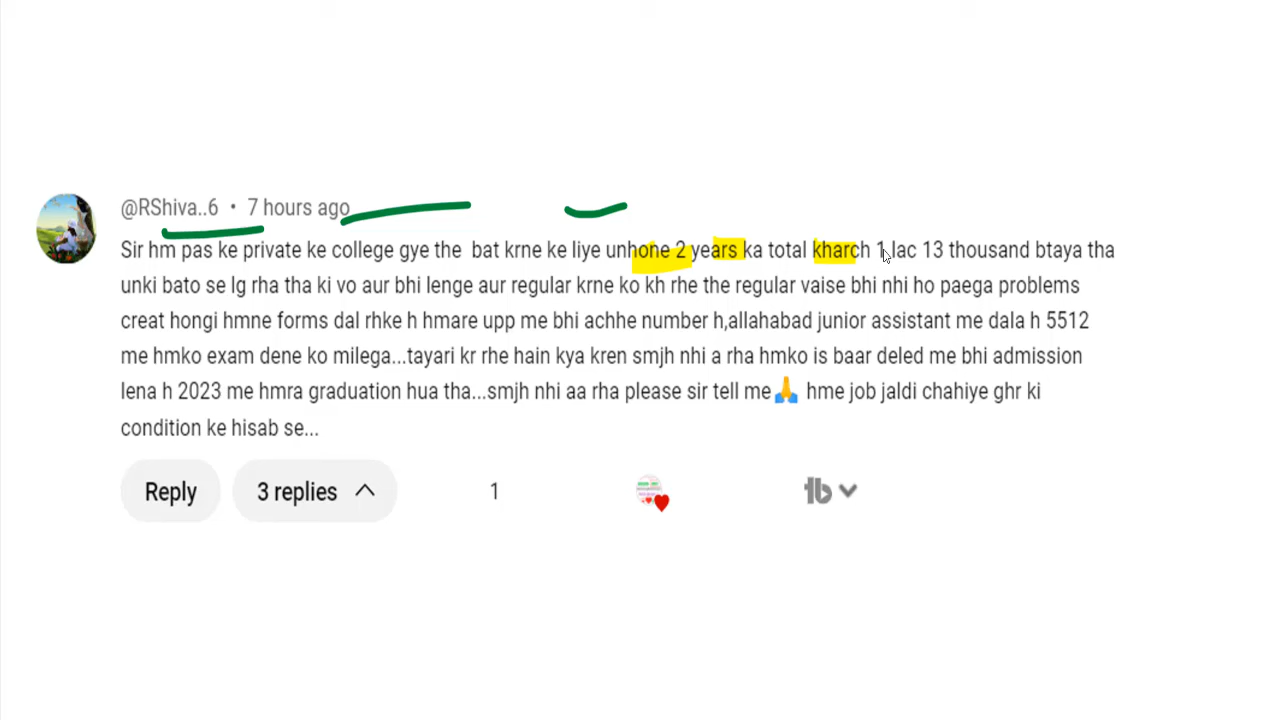 @RShiva..6 • 7 hours ago
Sir hm pas ke private ke college gye the bat krne ke liye unhone 2 years ka total kharch 1 lac 13 thousand btaya tha
unki bato se lg rha tha ki vo aur bhi lenge aur regular krne ko kh rhe the regular vaise bhi nhi ho paega problems
creat hongi hmne forms dal rhke h hmare upp me bhi achhe number h,allahabad junior assistant me dala h 5512
me hmko exam dene ko milega...tayari kr rhe hain kya kren smjh nhi a rha hmko is baar deled me bhi admission
lena h 2023 me hmra graduation hua tha...smjh nhi aa rha please sir tell me🙏 hme job jaldi chahiye ghr ki
condition ke hisab se...
Reply 3 replies 1 tb